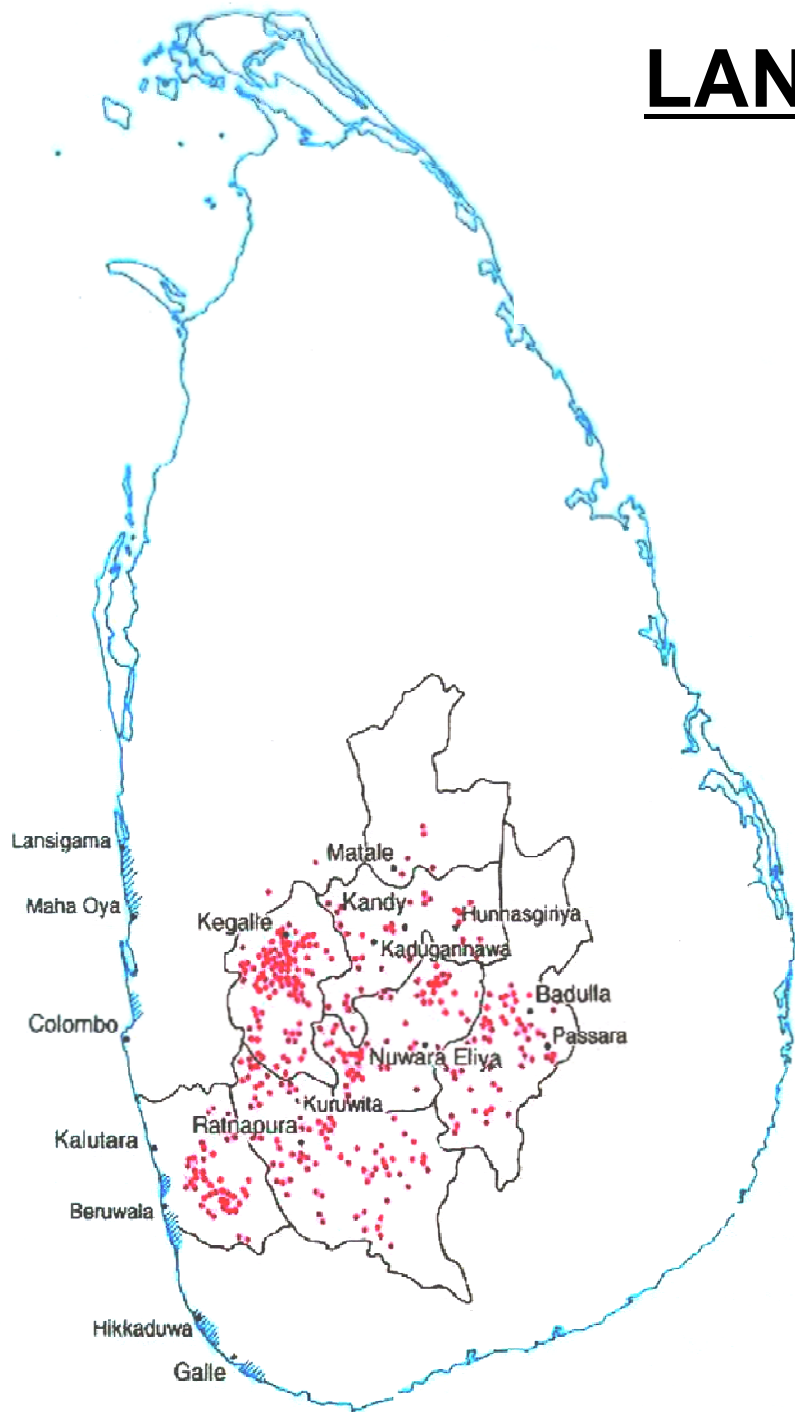 LAN
Lansigama
Matale
Maha Oya
Kandy
Hunnasgiriya
Kegalle
Kadugannawa
Badulla
Colombo
Passara
Nuwara Eliya
Kuruwita
Ratnapura
Kalutara
Beruwala
Hikkaduwa
Galle